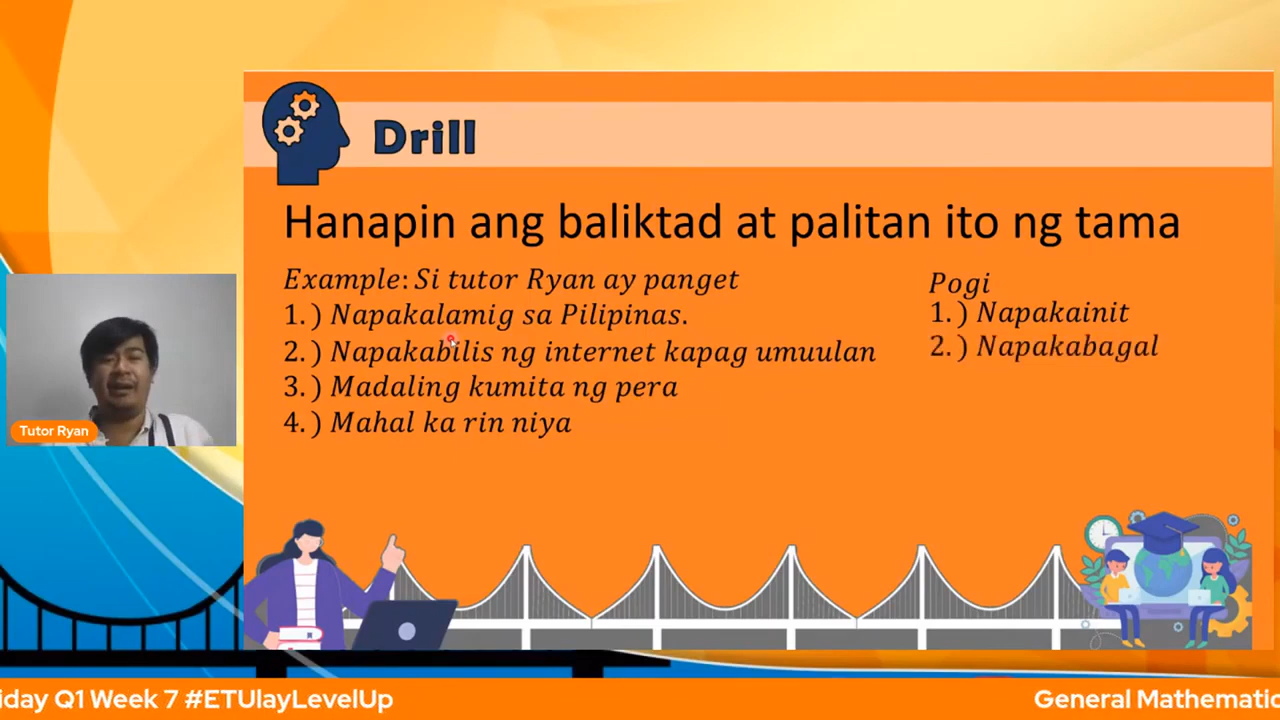 Drill
Hanapin ang baliktad at palitan ito ng tama
Example: Si tutor Ryan ay panget
1.) Napakalamig sa Pilipinas.
2.) Napakabilis ng internet kapag umuulan
3.) Madaling kumita ng pera
4.) Mahal ka rin niya
Pogi
1.) Napakainit
2.) Napakabagal
Tutor Ryan
iday Q1 Week 7 #ETUlayLevelUp
General Mathematic